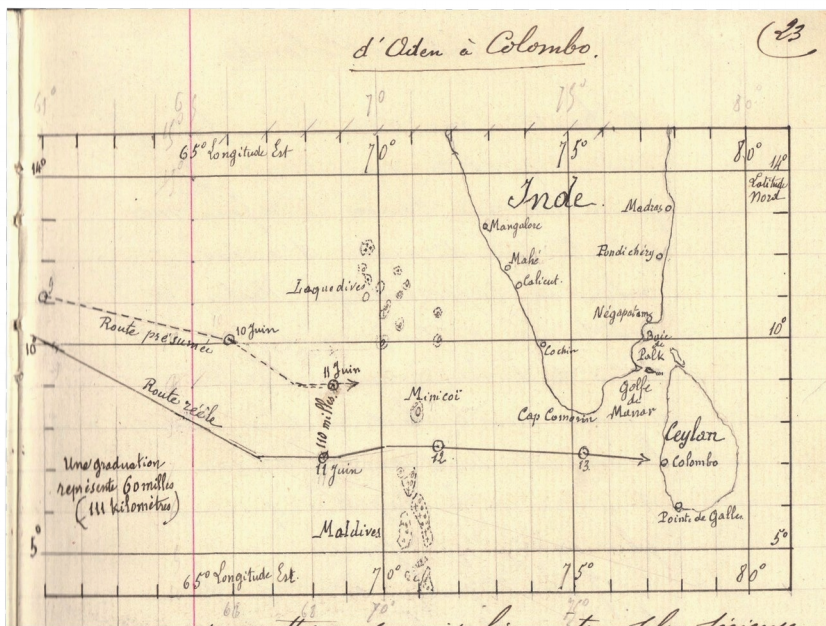 23
d'Aden à Colombo.
65° Longitude Est
70°
75°
80°
14°
14°
Latitude
Nord
Inde
Madras
Mangalore
Mahé
Pondichéry
Calicut.
Laquedives
9
10 Juin
Négapatam
Route présumée
10°
10°
Cochin
Baie
de
Palk
11 Juin
Golfe
de
Manar
Minicoï
110 milles
Cap Comorin
Route réele
Ceylan
Colombo
12
13
11 Juin
Une graduation
représente 60 milles
(111 kilomètres)
Pointe de Galles
Maldives
5°
5°
65° Longitude Est.
70°
75°
80°